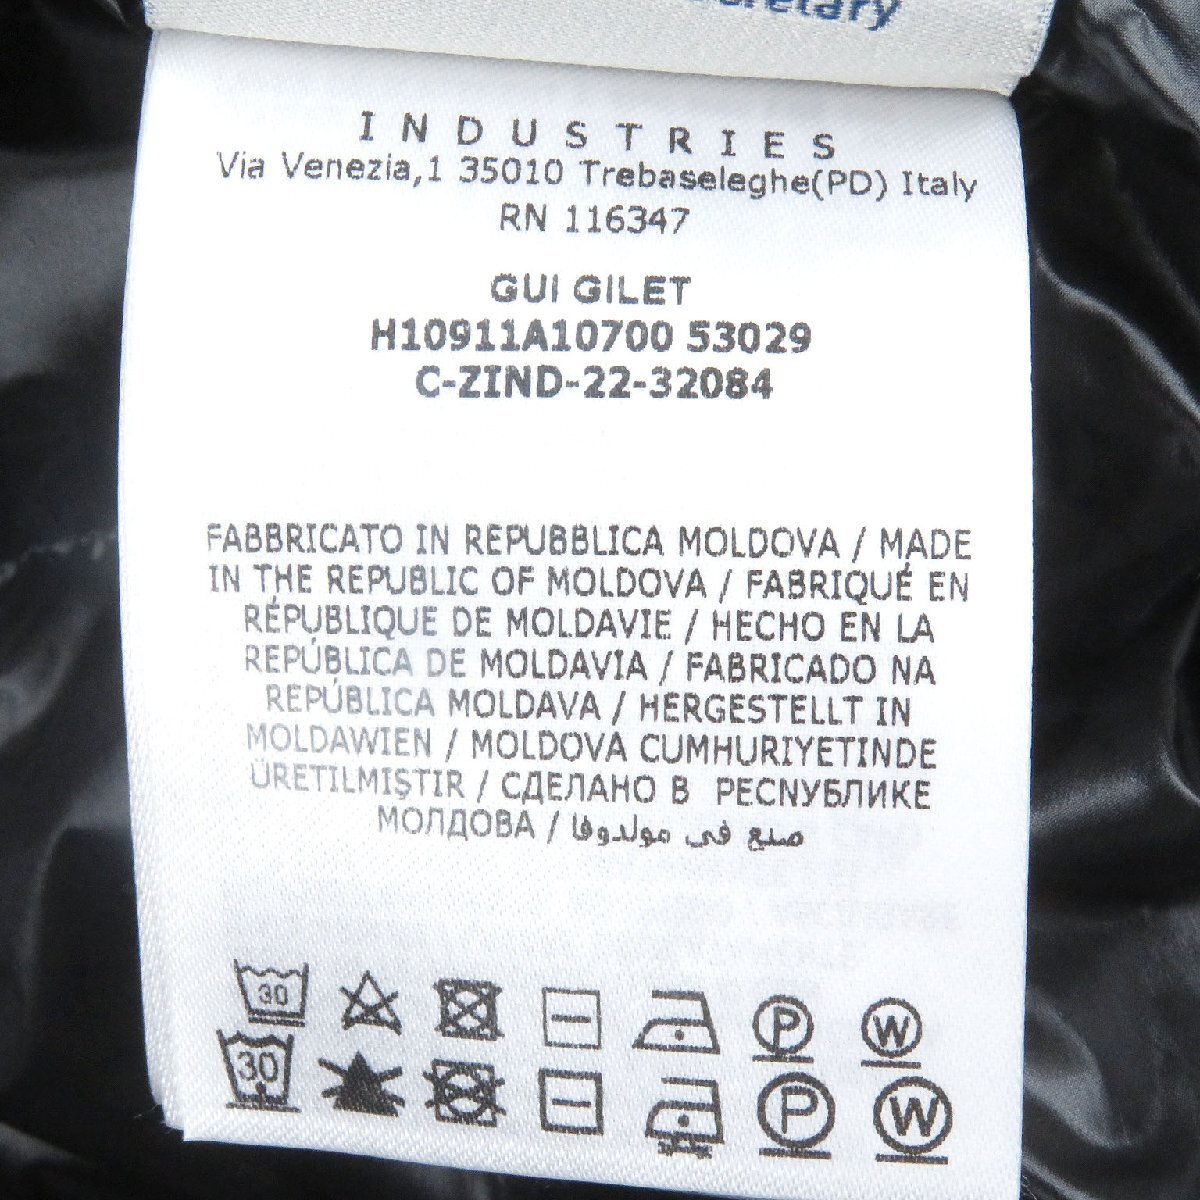 INDUSTRIES
Via Venezia,1 35010 Trebaseleghe(PD) Italy
RN 116347
GUI GILET
H10911A10700 53029
C-ZIND-22-32084
FABBRICATO IN REPUBBLICA MOLDOVA / MADE
IN THE REPUBLIC OF MOLDOVA / FABRIQUÉ EN
RÉPUBLIQUE DE MOLDAVIE / HECHO EN LA
REPÚBLICA DE MOLDAVIA / FABRICADO NA
REPÚBLICA MOLDAVA / HERGESTELLT IN
MOLDAWIEN / MOLDOVA CUMHURIYETINDE
ÜRETILMIŞTIR / СДЕЛАНО В РЕСПУБЛИКЕ
МОЛДОВА / صنع في مولدوفا
30 P W
30 P W